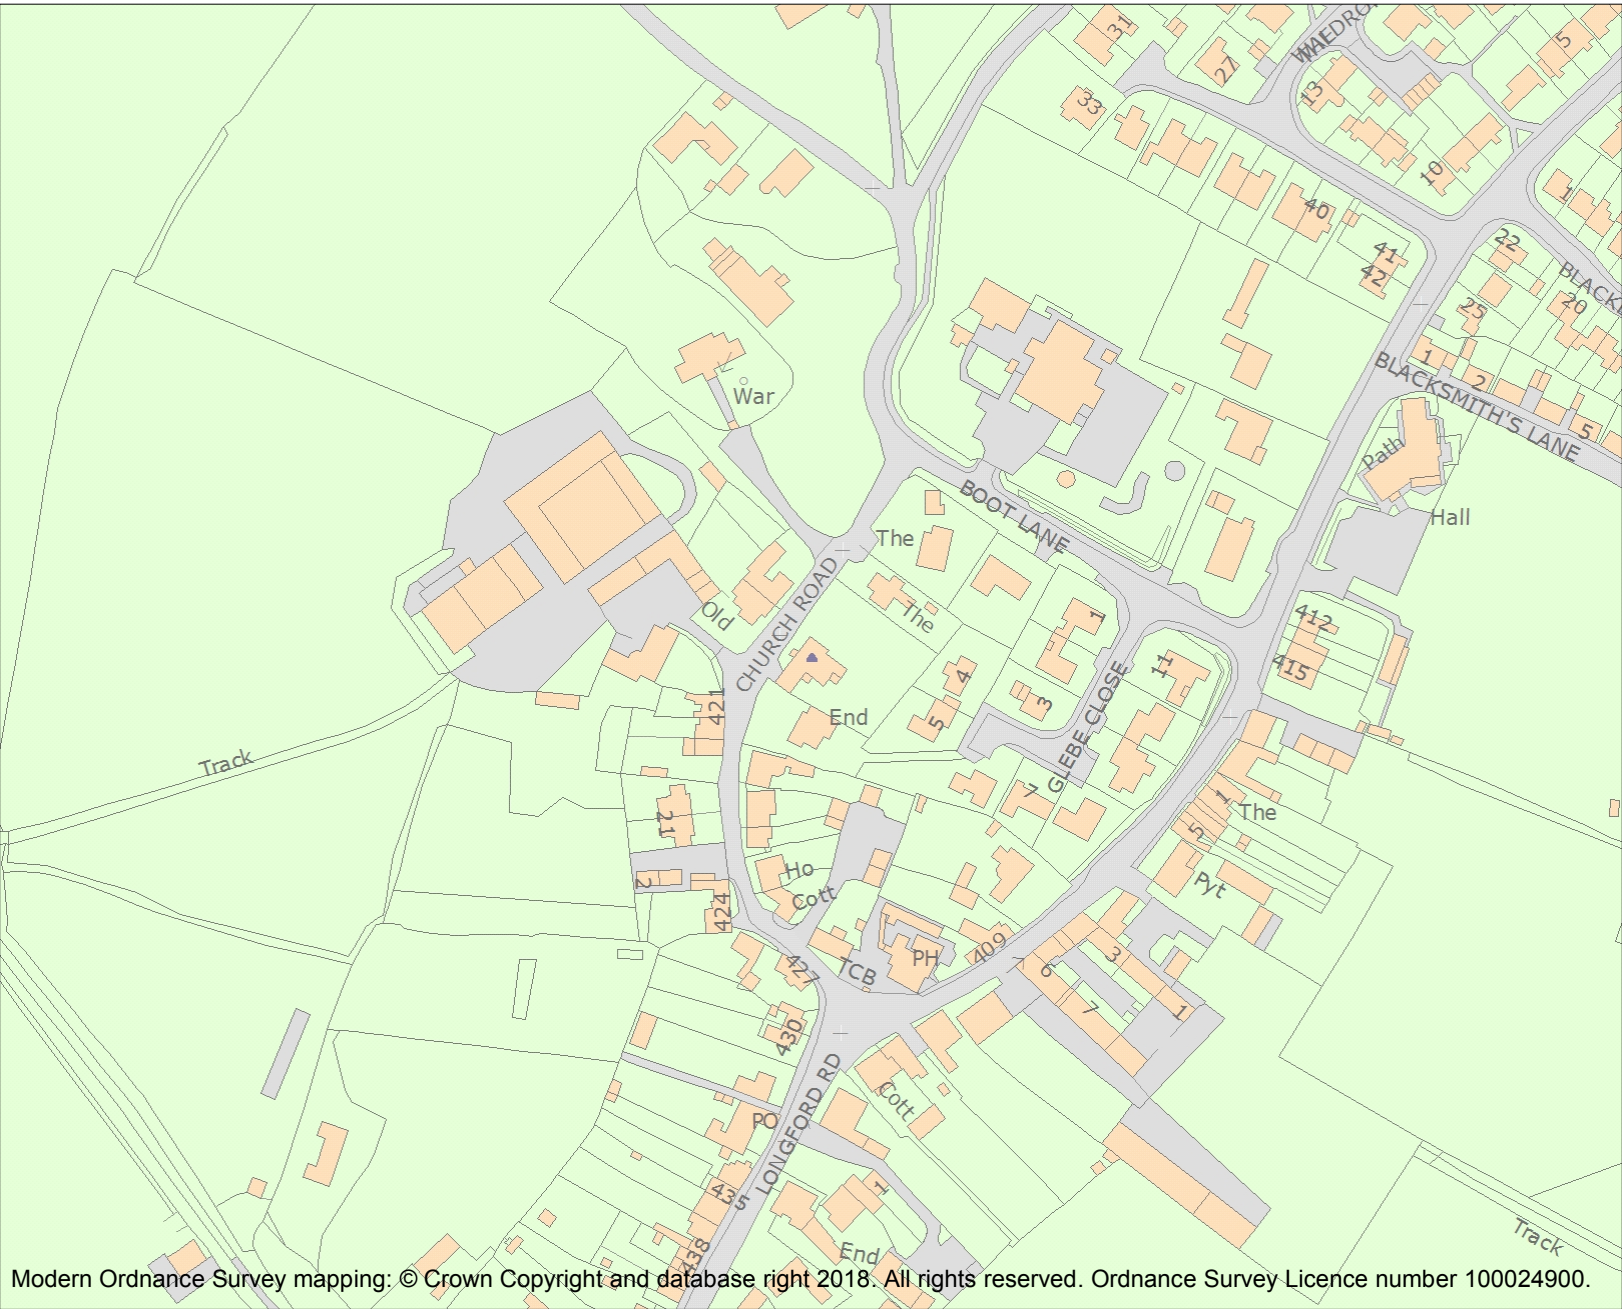 31
WALDRO
5
27
33
13
10
1
40
41
42
22
BLACK
25
20
1
2
BLACKSMITH'S LANE
5
War
Path
Hall
BOOT LANE
The
The
1
412
415
Old
CHURCH ROAD
11
4
3
5
421
End
GLEBE CLOSE
Track
7
1
The
21
5
Ho
Cott
2
Pyt
424
409
PH
TCB
427
6
3
7
1
430
Cott
PO
LONGFORD RD
435
1
438
End
Track
Modern Ordnance Survey mapping: © Crown Copyright and database right 2018. All rights reserved. Ordnance Survey Licence number 100024900.